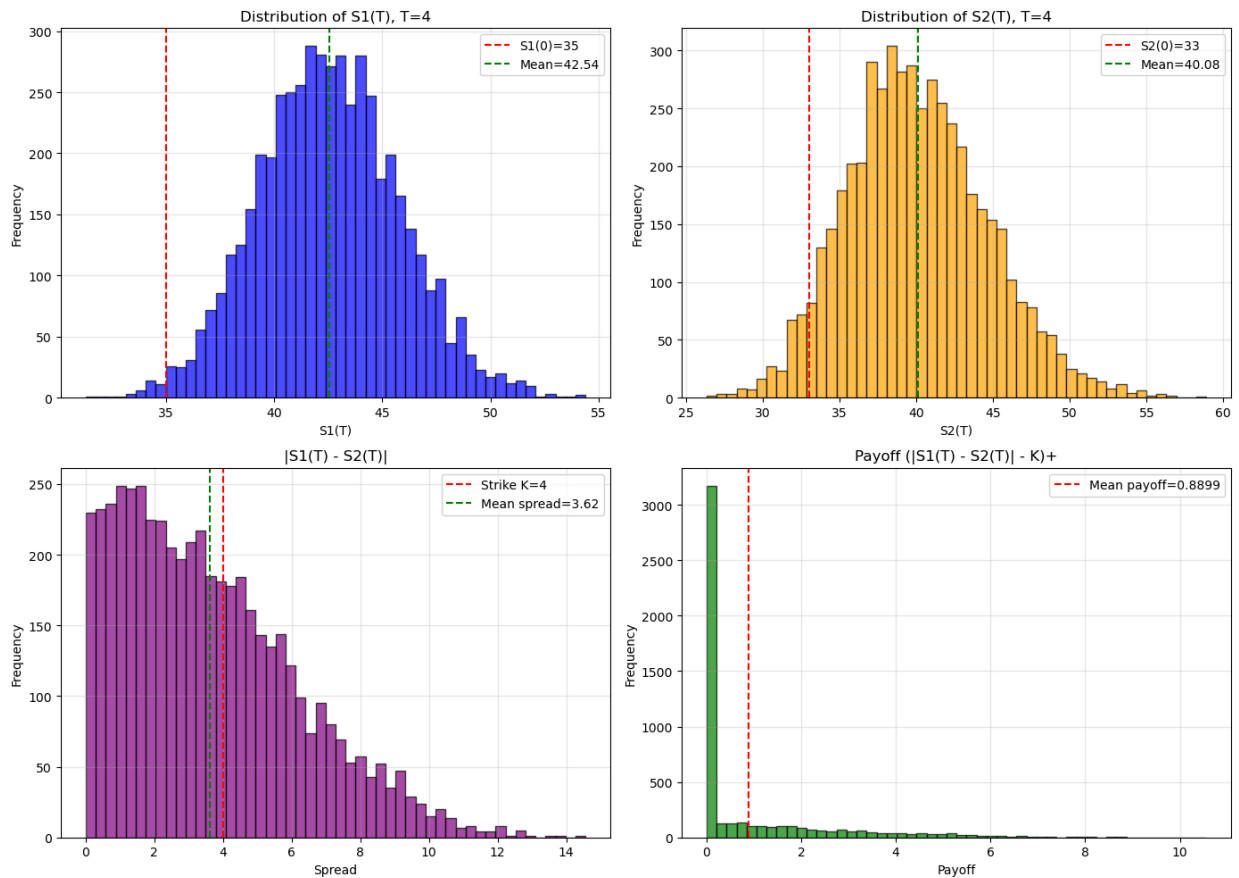 Distribution of S1(T), T=4
S1(0)=35
Mean=42.54
Frequency
300
250
200
150
100
50
0
35
40
45
50
55
S1(T)
Distribution of S2(T), T=4
S2(0)=33
Mean=40.08
Frequency
300
250
200
150
100
50
0
25
30
35
40
45
50
55
60
S2(T)
|S1(T) - S2(T)|
Strike K=4
Mean spread=3.62
Frequency
250
200
150
100
50
0
0
2
4
6
8
10
12
14
Spread
Payoff (|S1(T) - S2(T)| - K)+
Mean payoff=0.8899
Frequency
3000
2500
2000
1500
1000
500
0
0
2
4
6
8
10
Payoff